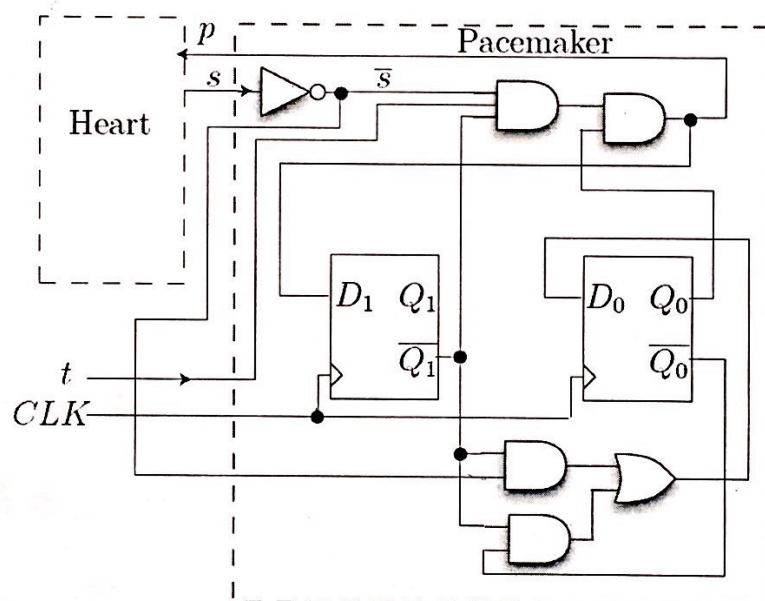 p
Pacemaker
s
s̅
Heart
D₁ Q₁
Q̅₁
D₀ Q₀
Q̅₀
t
CLK